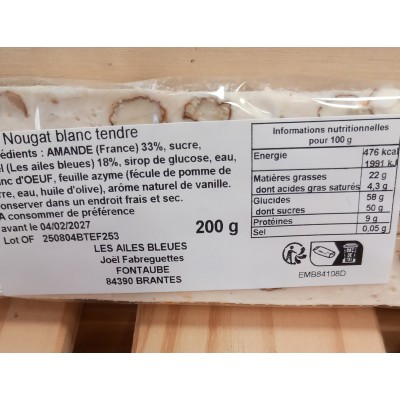 Nougat blanc tendre
édients : AMANDE (France) 33%, sucre,
el (Les ailes bleues) 18%, sirop de glucose, eau,
nc d'OEUF, feuille azyme (fécule de pomme de
rre, eau, huile d'olive), arôme naturel de vanille.
onserver dans un endroit frais et sec.
A consommer de préférence
avant le 04/02/2027
Lot OF 250804BTEF253
200 g
LES AILES BLEUES
Joël Fabreguettes
FONTAUBE
84390 BRANTES
Informations nutritionnelles
pour 100 g
Energie 476 kcal
1991 kJ
Matières grasses 22 g
dont acides gras saturés 4,3 g
Glucides 58 g
dont sucres 50 g
Protéines 9 g
Sel 0,05 g
EMB84108D